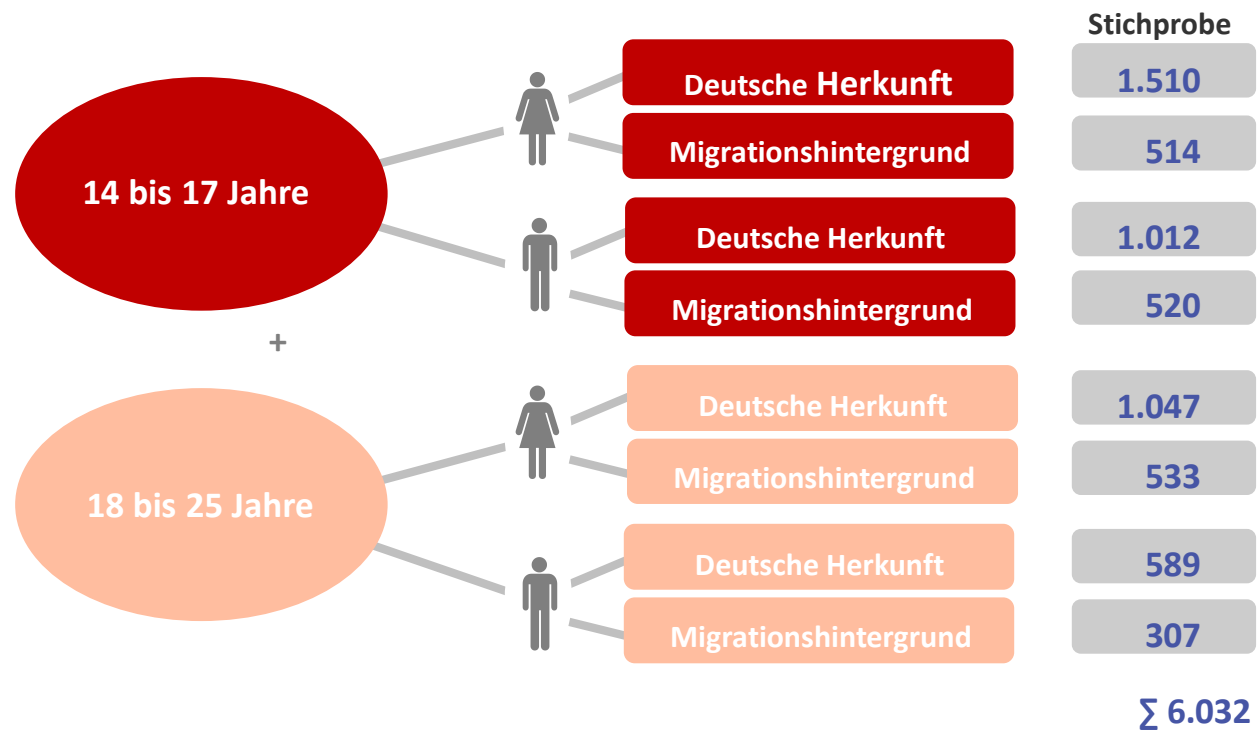 Stichprobe
14 bis 17 Jahre
Deutsche Herkunft 1.510
Migrationshintergrund 514
Deutsche Herkunft 1.012
Migrationshintergrund 520
+
18 bis 25 Jahre
Deutsche Herkunft 1.047
Migrationshintergrund 533
Deutsche Herkunft 589
Migrationshintergrund 307
∑ 6.032